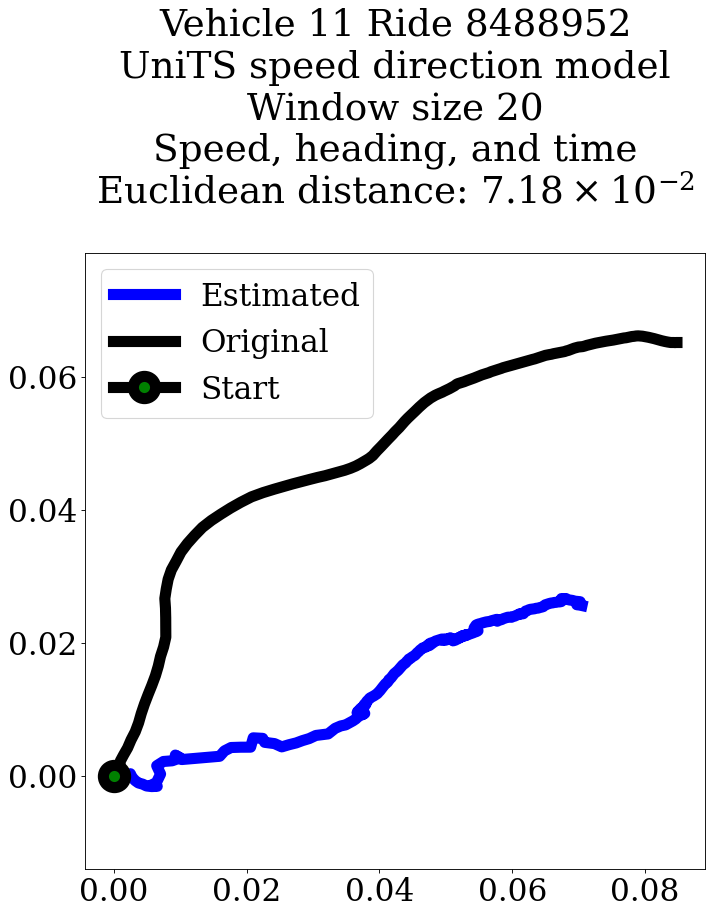 Vehicle 11 Ride 8488952
UniTS speed direction model
Window size 20
Speed, heading, and time
Euclidean distance: 7.18 × 10⁻²
Estimated
Original
Start
0.06
0.04
0.02
0.00
0.00 0.02 0.04 0.06 0.08